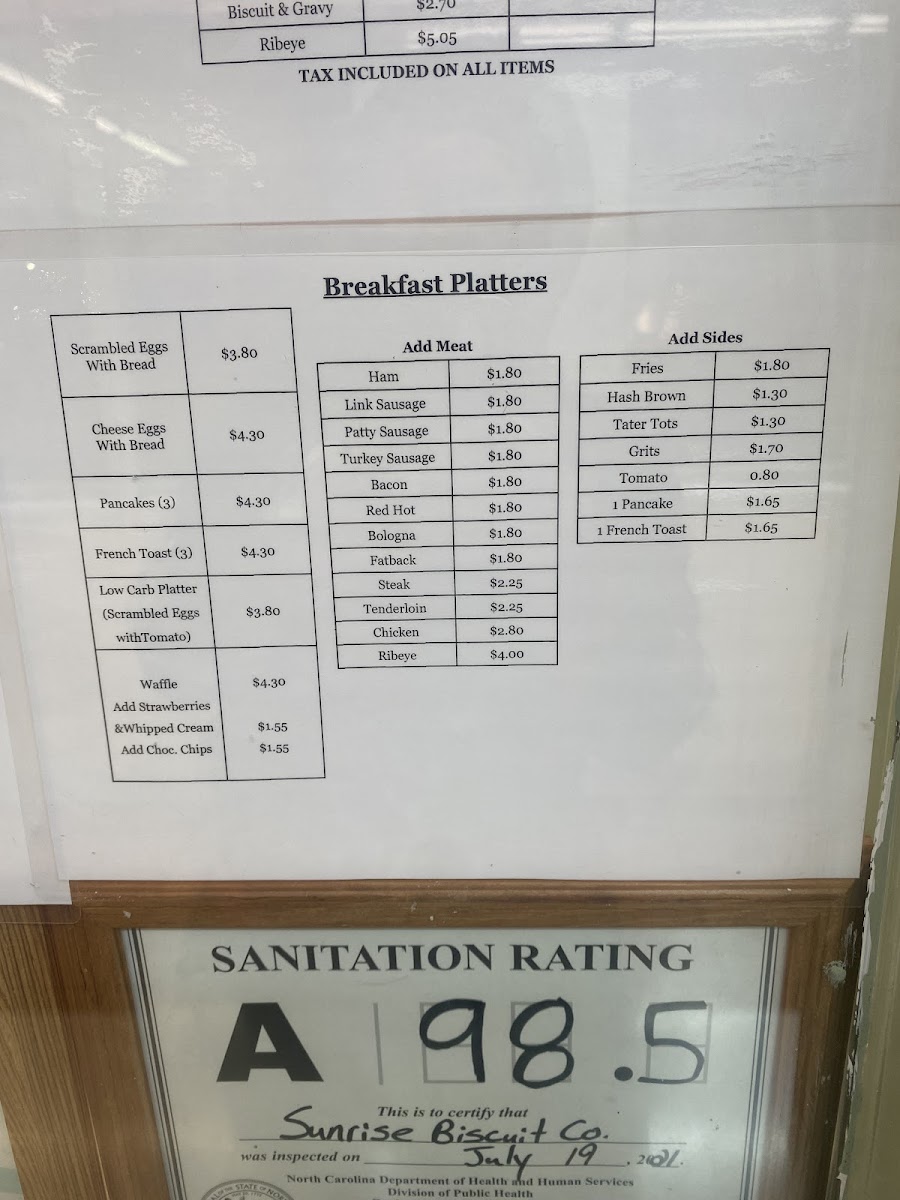 Biscuit & Gravy $2.70
Ribeye $5.05
TAX INCLUDED ON ALL ITEMS
Breakfast Platters
Scrambled Eggs
With Bread
$3.80
Cheese Eggs
With Bread
$4.30
Pancakes (3) $4.30
French Toast (3) $4.30
Low Carb Platter
(Scrambled Eggs
withTomato)
$3.80
Waffle $4.30
Add Strawberries
&Whipped Cream $1.55
Add Choc. Chips $1.55
Add Meat
Ham $1.80
Link Sausage $1.80
Patty Sausage $1.80
Turkey Sausage $1.80
Bacon $1.80
Red Hot $1.80
Bologna $1.80
Fatback $1.80
Steak $2.25
Tenderloin $2.25
Chicken $2.80
Ribeye $4.00
Add Sides
Fries $1.80
Hash Brown $1.30
Tater Tots $1.30
Grits $1.70
Tomato 0.80
1 Pancake $1.65
1 French Toast $1.65
SANITATION RATING
A 98.5
This is to certify that
Sunrise Biscuit Co.
was inspected on July 19
North Carolina Department of Health and Human Services
Division of Public Health